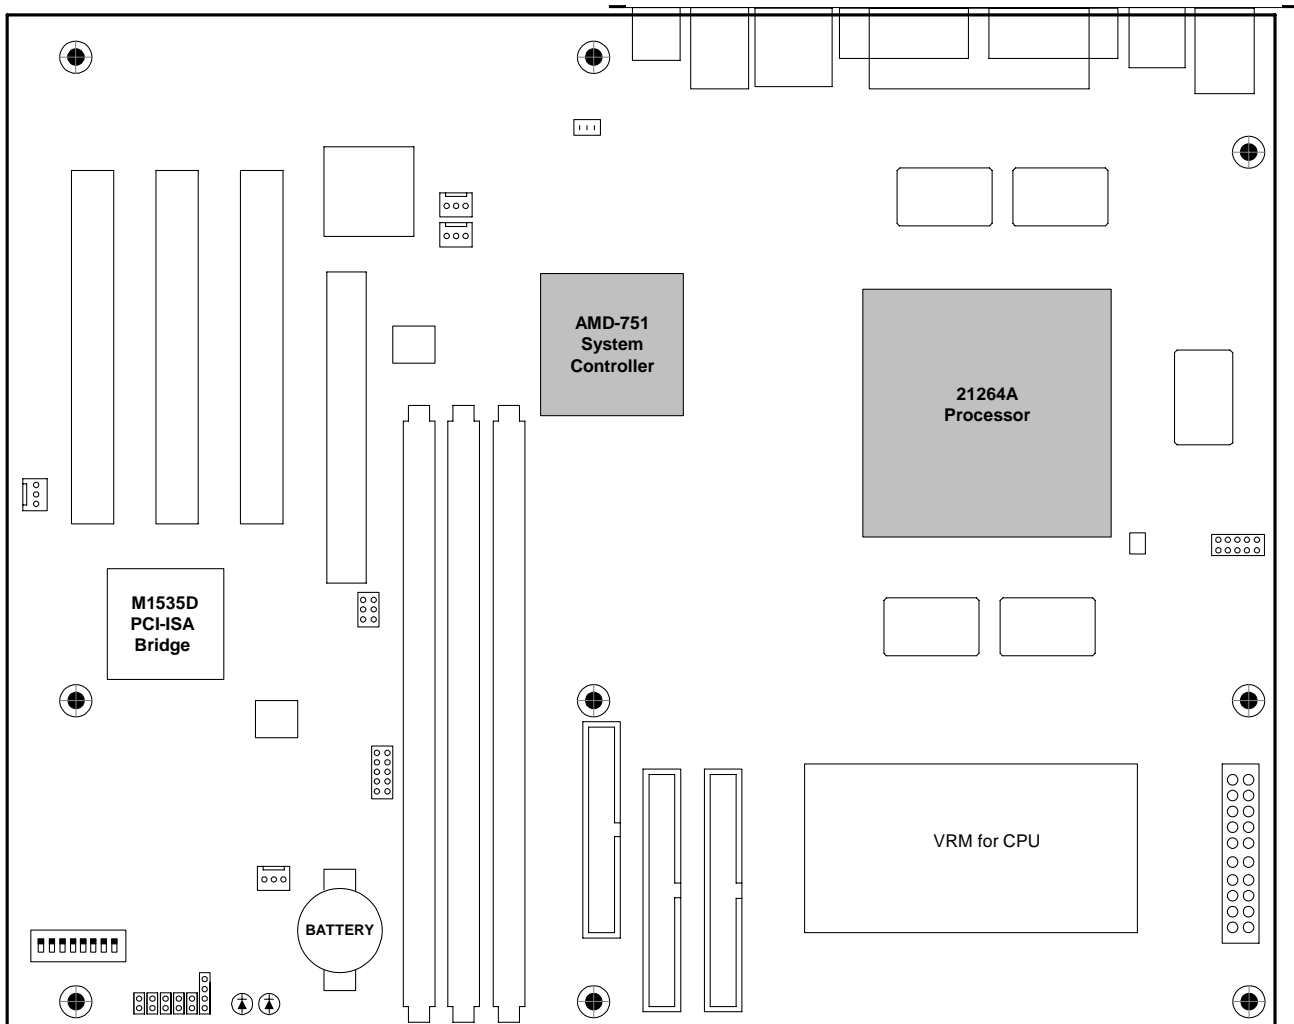 AMD-751
System
Controller
21264A
Processor
M1535D
PCI-ISA
Bridge
VRM for CPU
BATTERY